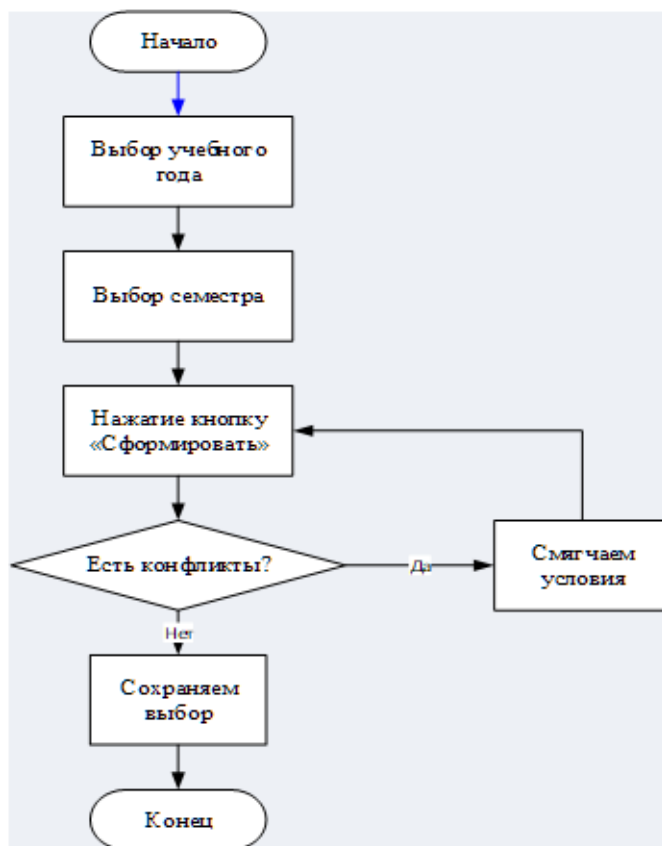 Начало
Выбор учебного
года
Выбор семестра
Нажатие кнопку
«Сформировать»
Есть конфликты?
Да
Смягчаем
условия
Нет
Сохраняем
выбор
Конец